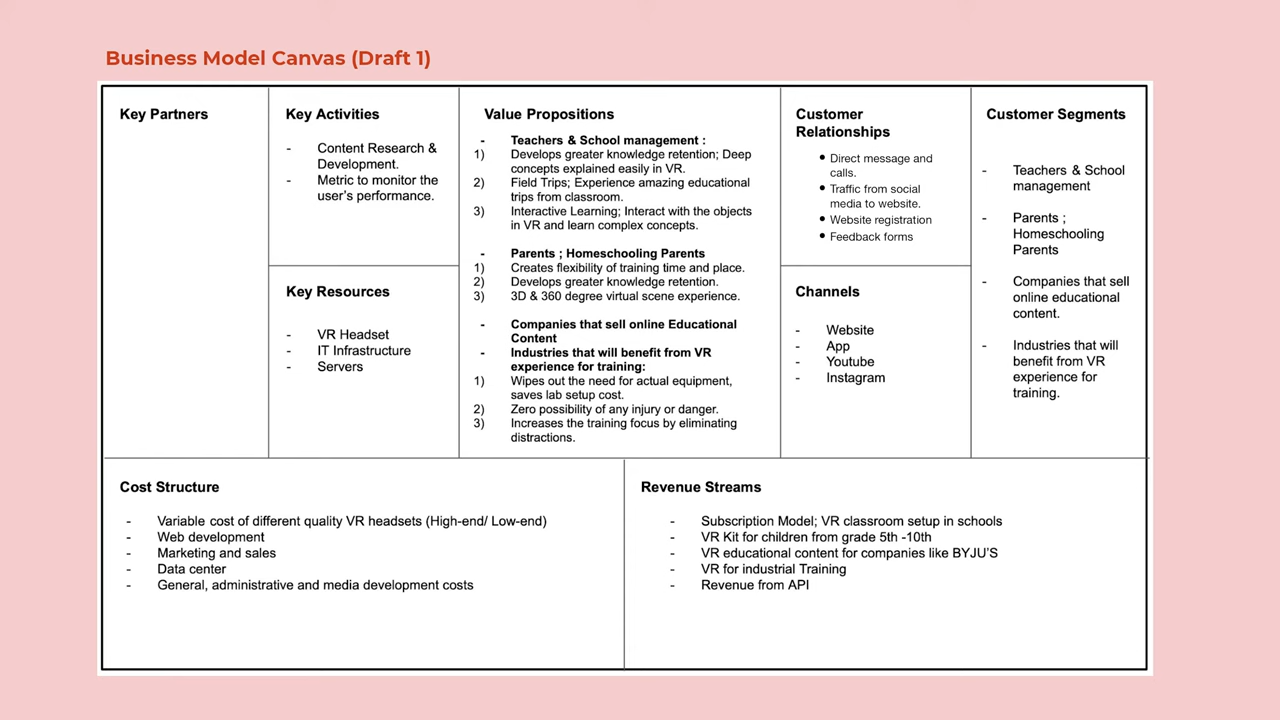 Business Model Canvas (Draft 1)
Key Partners
Key Activities
- Content Research &
Development.
- Metric to monitor the
user's performance.
Key Resources
- VR Headset
- IT Infrastructure
- Servers
Value Propositions
- Teachers & School management :
1) Develops greater knowledge retention; Deep
concepts explained easily in VR.
2) Field Trips; Experience amazing educational
trips from classroom.
3) Interactive Learning; Interact with the objects
in VR and learn complex concepts.
- Parents ; Homeschooling Parents
1) Creates flexibility of training time and place.
2) Develops greater knowledge retention.
3) 3D & 360 degree virtual scene experience.
- Companies that sell online Educational
Content
- Industries that will benefit from VR
experience for training:
1) Wipes out the need for actual equipment,
saves lab setup cost.
2) Zero possibility of any injury or danger.
3) Increases the training focus by eliminating
distractions.
Customer
Relationships
• Direct message and
calls.
• Traffic from social
media to website.
• Website registration
• Feedback forms
Channels
- Website
- App
- Youtube
- Instagram
Customer Segments
- Teachers & School
management
- Parents ;
Homeschooling
Parents
- Companies that sell
online educational
content.
- Industries that will
benefit from VR
experience for
training.
Cost Structure
- Variable cost of different quality VR headsets (High-end/ Low-end)
- Web development
- Marketing and sales
- Data center
- General, administrative and media development costs
Revenue Streams
- Subscription Model; VR classroom setup in schools
- VR Kit for children from grade 5th -10th
- VR educational content for companies like BYJU'S
- VR for industrial Training
- Revenue from API